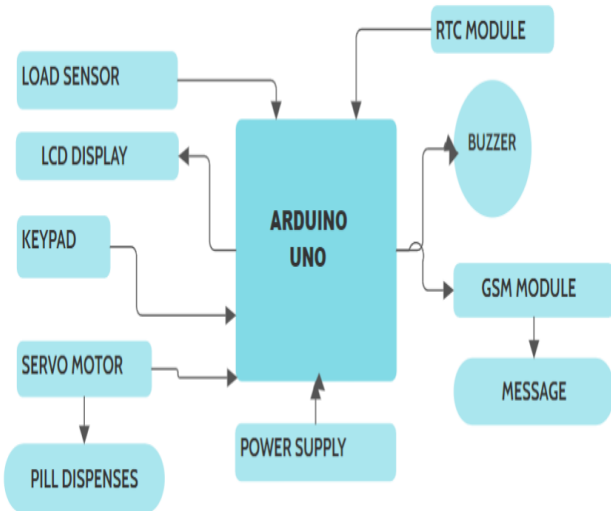 RTC MODULE
LOAD SENSOR
LCD DISPLAY
BUZZER
KEYPAD
ARDUINO
UNO
GSM MODULE
SERVO MOTOR
MESSAGE
POWER SUPPLY
PILL DISPENSES